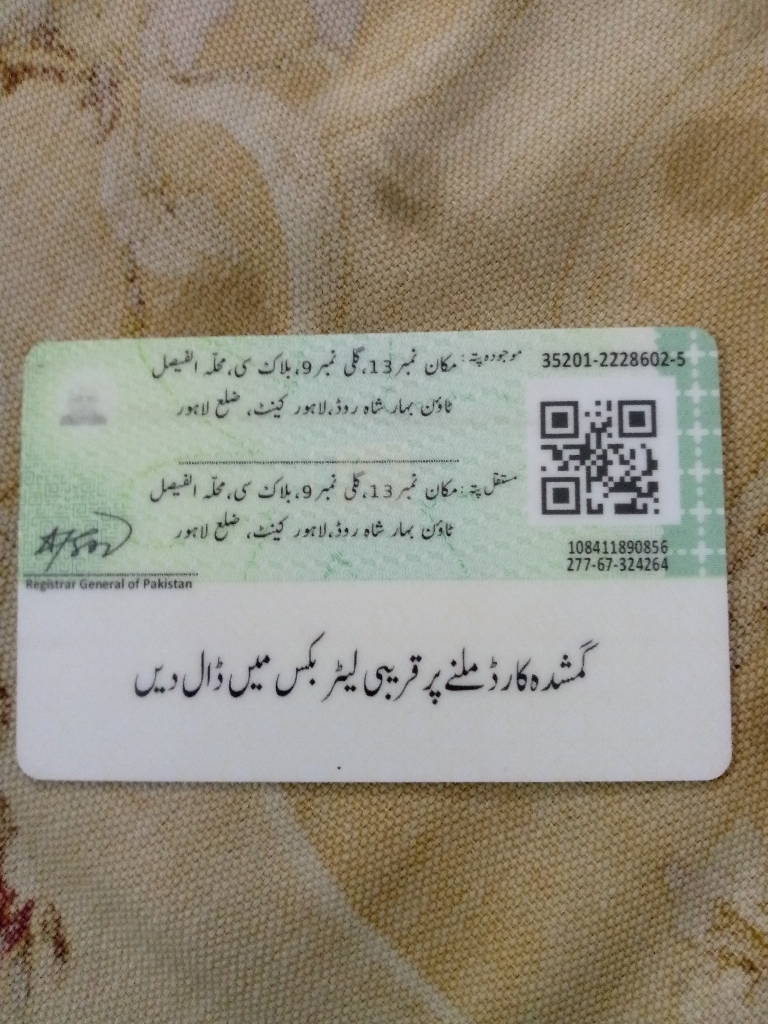 35201-2228602-5
موجودہ پتہ: مکان نمبر 13، گلی نمبر 9، بلاک سی، محلہ الفیصل
ٹاؤن بہار شاہ روڈ، لاہور کینٹ، ضلع لاہور
مستقل پتہ: مکان نمبر 13، گلی نمبر 9، بلاک سی، محلہ الفیصل
ٹاؤن بہار شاہ روڈ، لاہور کینٹ، ضلع لاہور
108411890856
277-67-324264
Registrar General of Pakistan
گمشدہ کارڈ ملنے پر قریبی لیٹر بکس میں ڈال دیں